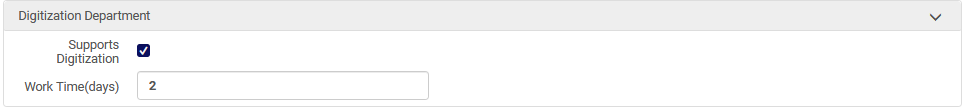 Digitization Department
Supports
Digitization
Work Time(days)
2